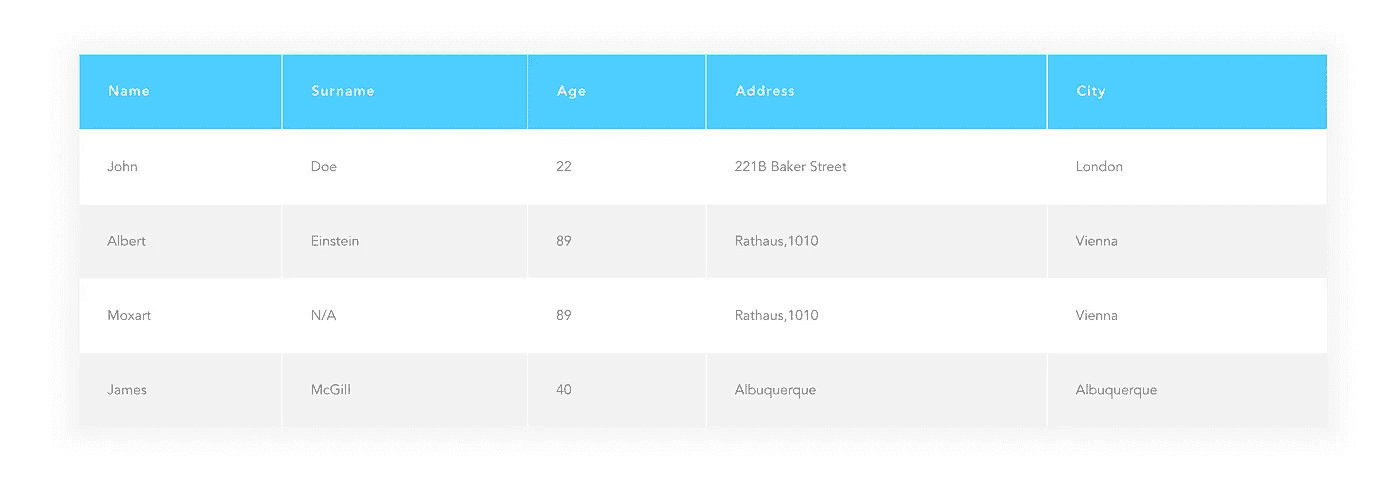 Name Surname Age Address City
John Doe 22 221B Baker Street London
Albert Einstein 89 Rathaus,1010 Vienna
Moxart N/A 89 Rathaus,1010 Vienna
James McGill 40 Albuquerque Albuquerque